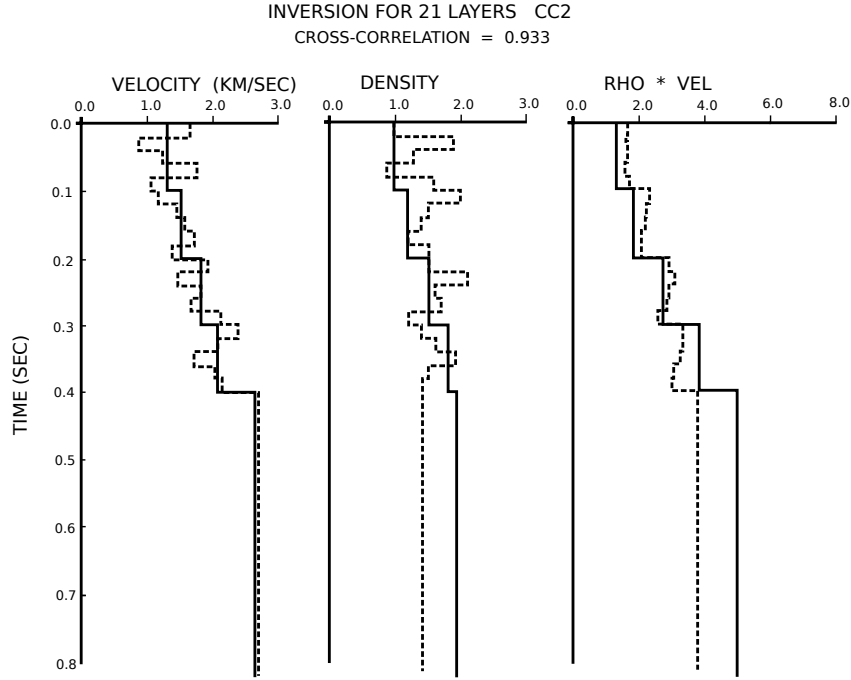 INVERSION FOR 21 LAYERS CC2
CROSS-CORRELATION = 0.933
VELOCITY (KM/SEC) DENSITY RHO * VEL
0.0 1.0 2.0 3.0 0.0 1.0 2.0 3.0 0.0 2.0 4.0 6.0 8.0
0.0
0.1
0.2
0.3
0.4
0.5
0.6
0.7
0.8
TIME (SEC)